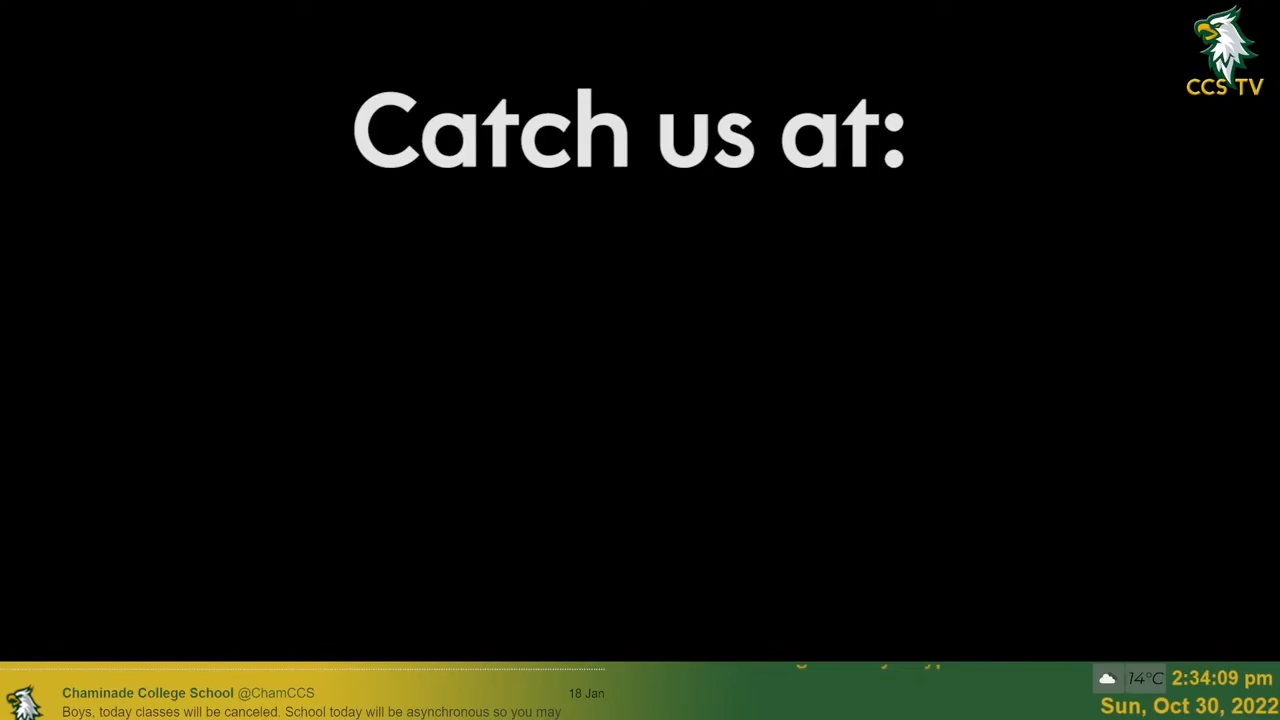 CCS TV
Catch us at:
Chaminade College School @ChamCCS
18 Jan
Boys, today classes will be canceled. School today will be asynchronous so you may
14°C
2:34:09 pm
Sun, Oct 30, 2022